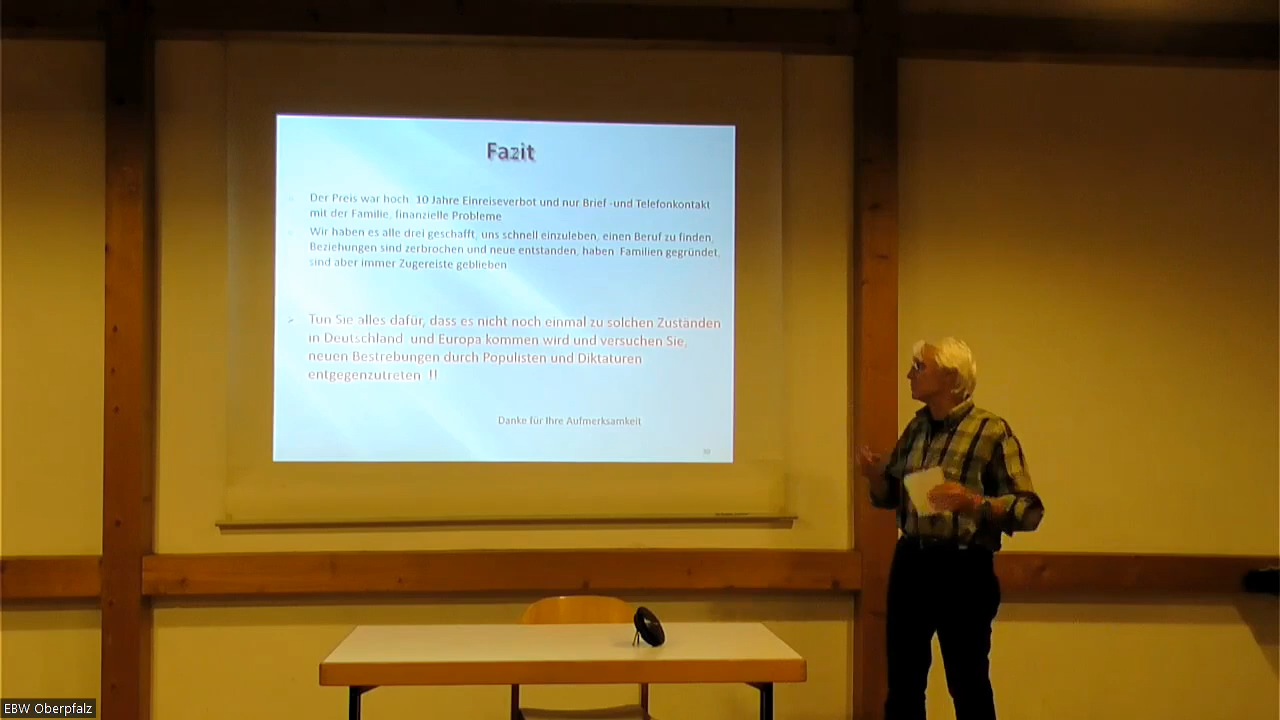 Fazit
Der Preis war hoch 10 Jahre Einreiseverbot und nur Brief -und Telefonkontakt
mit der Familie, finanzielle Probleme
Wir haben es alle drei geschafft, uns schnell einzuleben, einen Beruf zu finden,
Beziehungen sind zerbrochen und neue entstanden, haben Familien gegründet,
sind aber immer Zugereiste geblieben
Tun Sie alles dafür, dass es nicht noch einmal zu solchen Zuständen
in Deutschland und Europa kommen wird und versuchen Sie,
neuen Bestrebungen durch Populisten und Diktaturen
entgegenzutreten !!
Danke für Ihre Aufmerksamkeit
EBW Oberpfalz